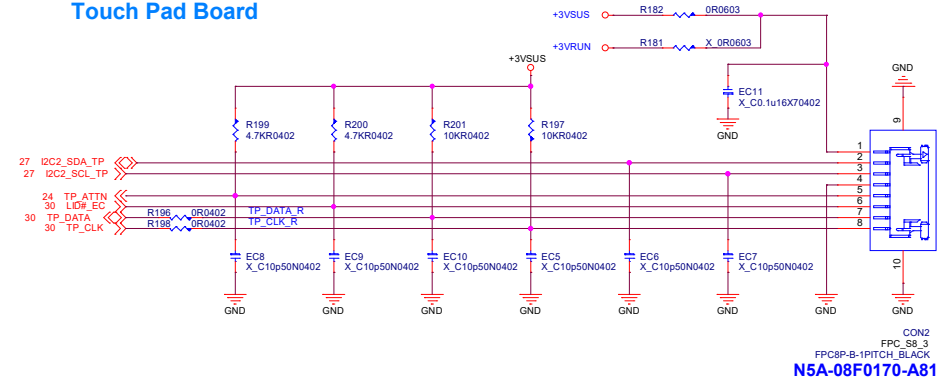 Touch Pad Board
+3VSUS R182 0R0603
+3VRUN R181 X_0R0603
+3VSUS
GND
EC11
X_C0.1u16X70402
GND
9
R199
4.7KR0402
R200
4.7KR0402
R201
10KR0402
R197
10KR0402
1
2
3
4
5
6
7
8
27 I2C2_SDA_TP
27 I2C2_SCL_TP
24 TP_ATTN
30 LID#_EC
30 TP_DATA R196 0R0402 TP_DATA_R
30 TP_CLK R198 0R0402 TP_CLK_R
EC8
X_C10p50N0402
EC9
X_C10p50N0402
EC10
X_C10p50N0402
EC5
X_C10p50N0402
EC6
X_C10p50N0402
EC7
X_C10p50N0402
10
GND GND GND GND GND GND GND
CON2
FPC_S8_3
FPC8P-B-1PITCH_BLACK
N5A-08F0170-A81